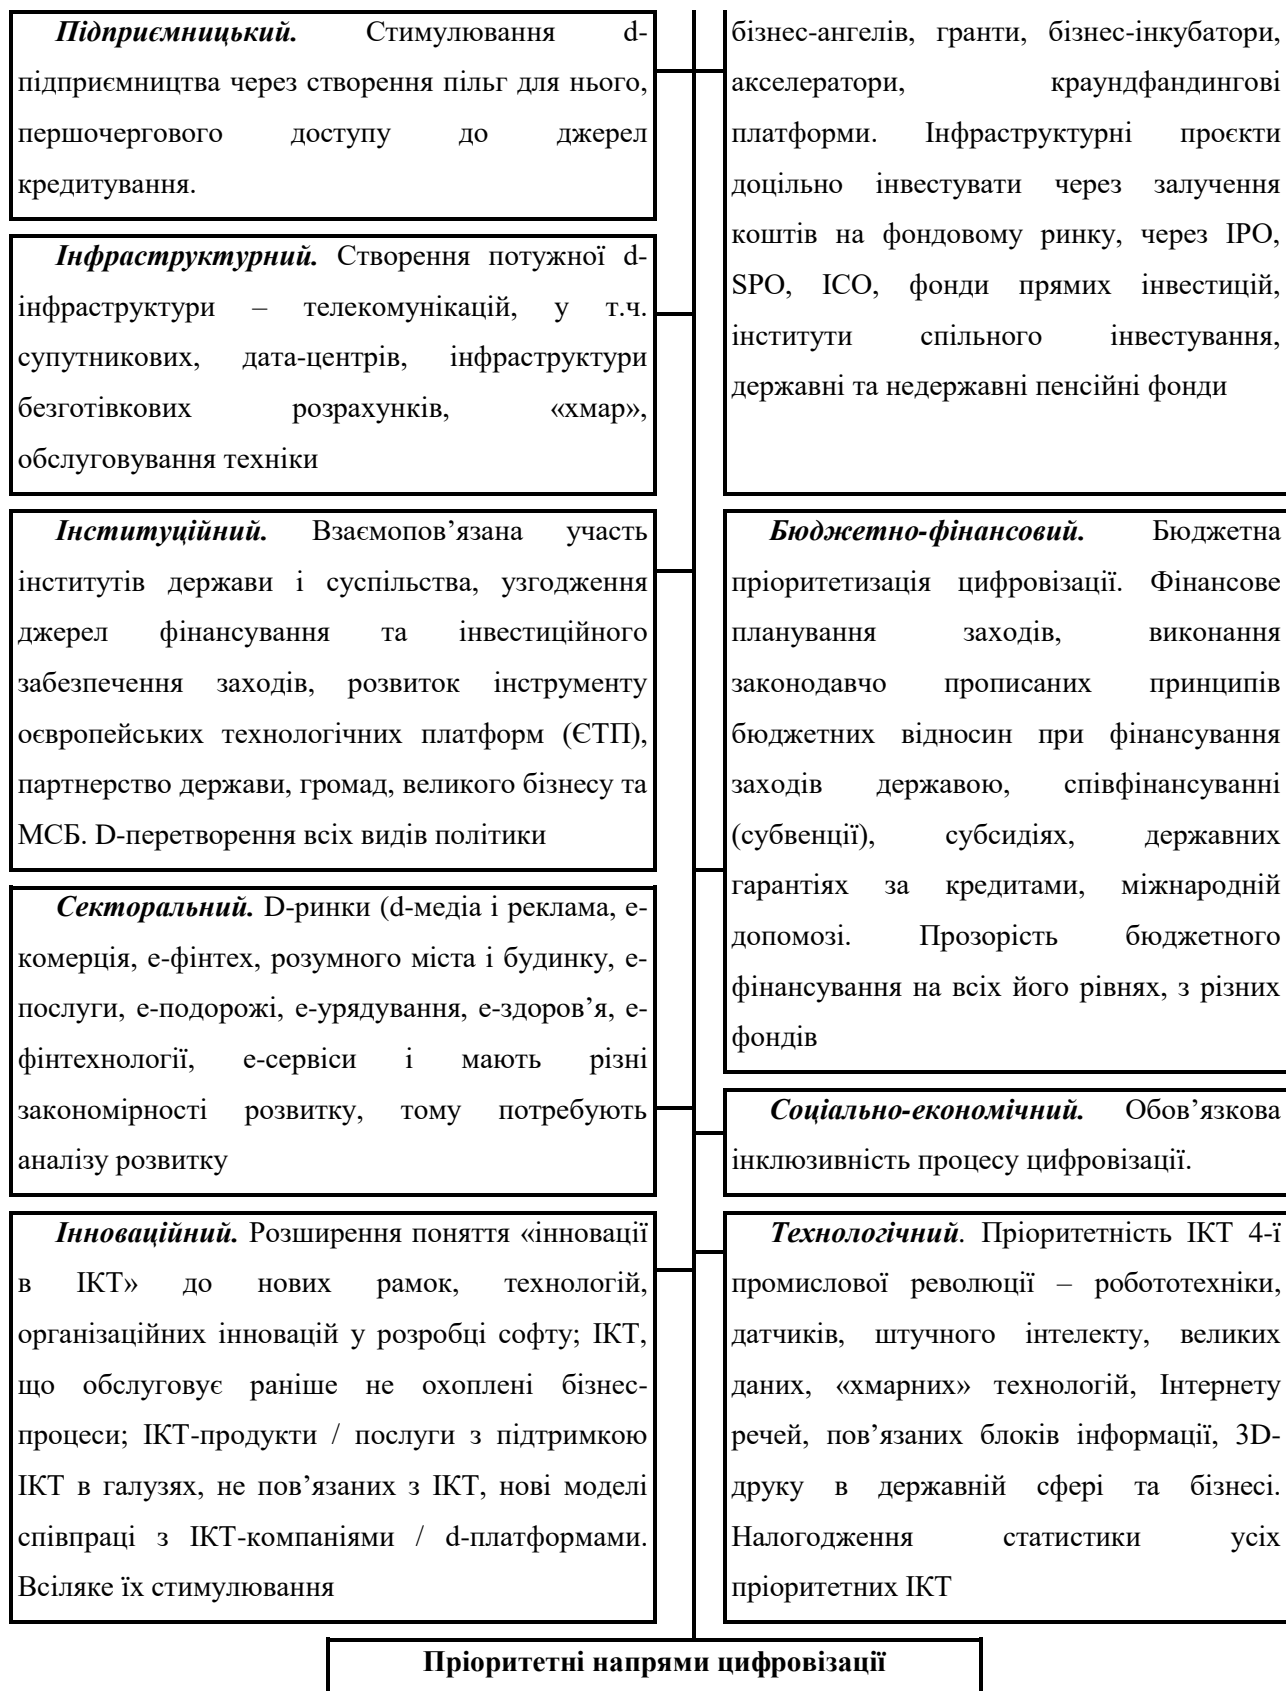 Підприємницький. Стимулювання d-
підприємництва через створення пільг для нього,
першочергового доступу до джерел
кредитування.
Інфраструктурний. Створення потужної d-
інфраструктури – телекомунікацій, у т.ч.
супутникових, дата-центрів, інфраструктури
безготівкових розрахунків, «хмар»,
обслуговування техніки
Інституційний. Взаємопов’язана участь
інститутів держави і суспільства, узгодження
джерел фінансування та інвестиційного
забезпечення заходів, розвиток інструменту
оєвропейських технологічних платформ (ЄТП),
партнерство держави, громад, великого бізнесу та
МСБ. D-перетворення всіх видів політики
Секторальний. D-ринки (d-медіа і реклама, е-
комерція, е-фінтех, розумного міста і будинку, е-
послуги, е-подорожі, е-урядування, е-здоров’я, е-
фінтехнології, е-сервіси і мають різні
закономірності розвитку, тому потребують
аналізу розвитку
Інноваційний. Розширення поняття «інновації
в ІКТ» до нових рамок, технологій,
організаційних інновацій у розробці софту; ІКТ,
що обслуговує раніше не охоплені бізнес-
процеси; ІКТ-продукти / послуги з підтримкою
ІКТ в галузях, не пов’язаних з ІКТ, нові моделі
співпраці з ІКТ-компаніями / d-платформами.
Всіляке їх стимулювання
бізнес-ангелів, гранти, бізнес-інкубатори,
акселератори, краундфандингові
платформи. Інфраструктурні проєкти
доцільно інвестувати через залучення
коштів на фондовому ринку, через IPO,
SPO, ICO, фонди прямих інвестицій,
інститути спільного інвестування,
державні та недержавні пенсійні фонди
Бюджетно-фінансовий. Бюджетна
пріоритетизація цифровізації. Фінансове
планування заходів, виконання
законодавчо прописаних принципів
бюджетних відносин при фінансування
заходів державою, співфінансуванні
(субвенції), субсидіях, державних
гарантіях за кредитами, міжнародній
допомозі. Прозорість бюджетного
фінансування на всіх його рівнях, з різних
фондів
Соціально-економічний. Обов’язкова
інклюзивність процесу цифровізації.
Технологічний. Пріоритетність ІКТ 4-ї
промислової революції – робототехніки,
датчиків, штучного інтелекту, великих
даних, «хмарних» технологій, Інтернету
речей, пов’язаних блоків інформації, 3D-
друку в державній сфері та бізнесі.
Налогодження статистики усіх
пріоритетних ІКТ
Пріоритетні напрями цифровізації